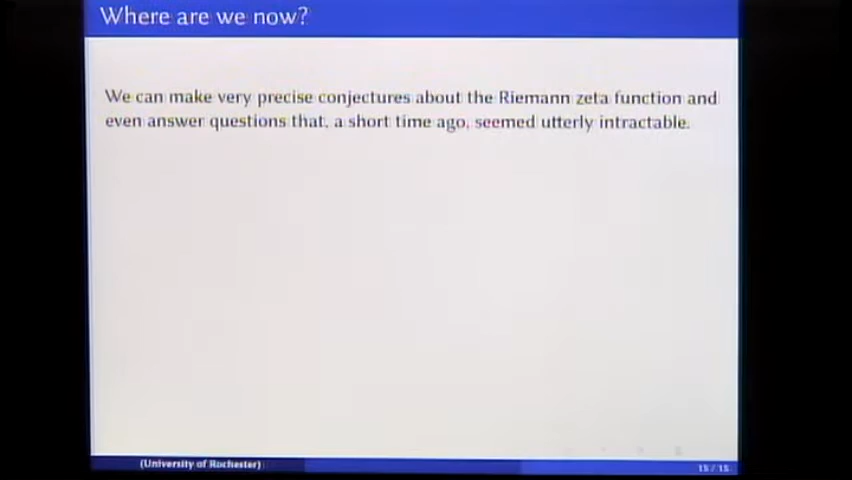 Where are we now?
We can make very precise conjectures about the Riemann zeta function and
even answer questions that, a short time ago, seemed utterly intractable.
(University of Rochester)
15 / 15